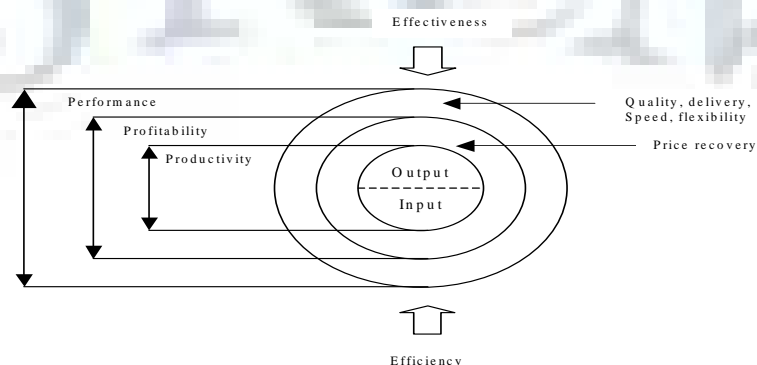 Effectiveness
Performance
Quality, delivery,
Speed, flexibility
Profitability
Price recovery
Productivity
Output
Input
Efficiency